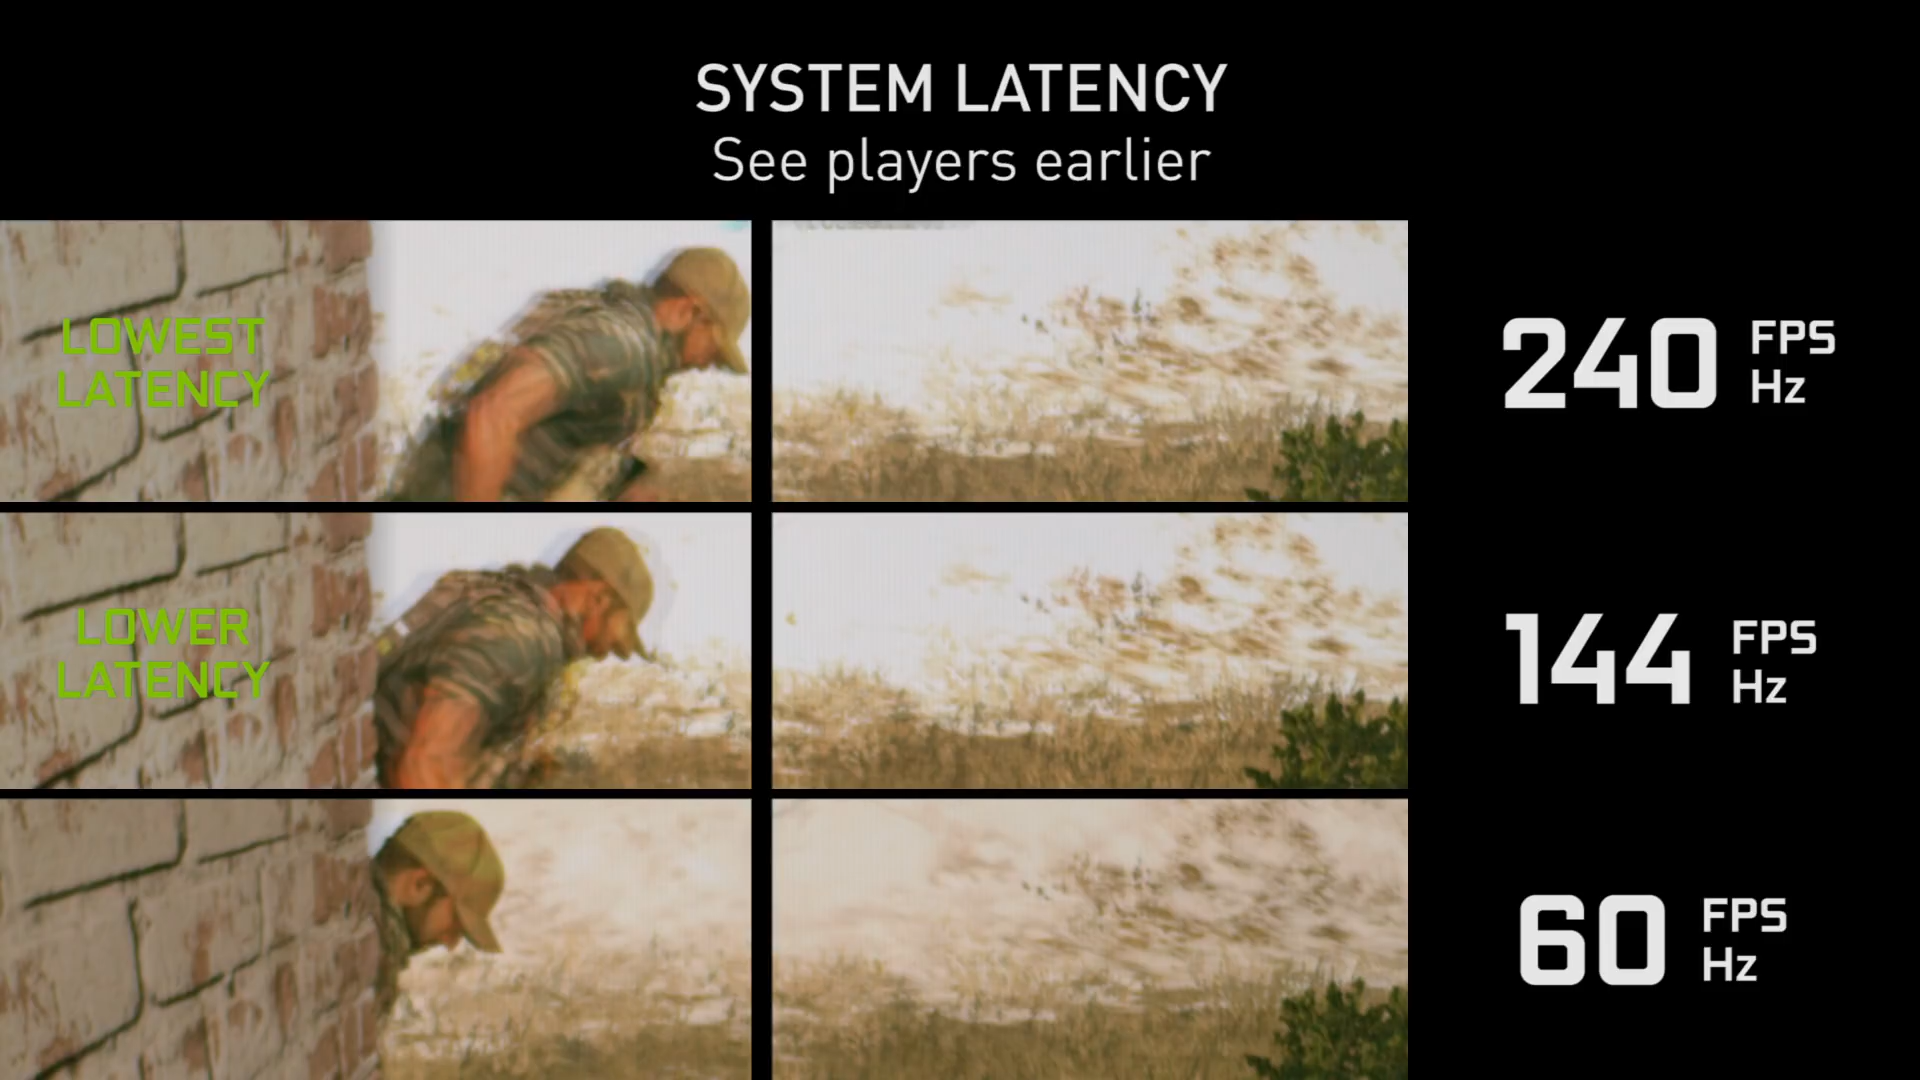 SYSTEM LATENCY
See players earlier
LOWEST
LATENCY
240 FPS
Hz
LOWER
LATENCY
144 FPS
Hz
60 FPS
Hz